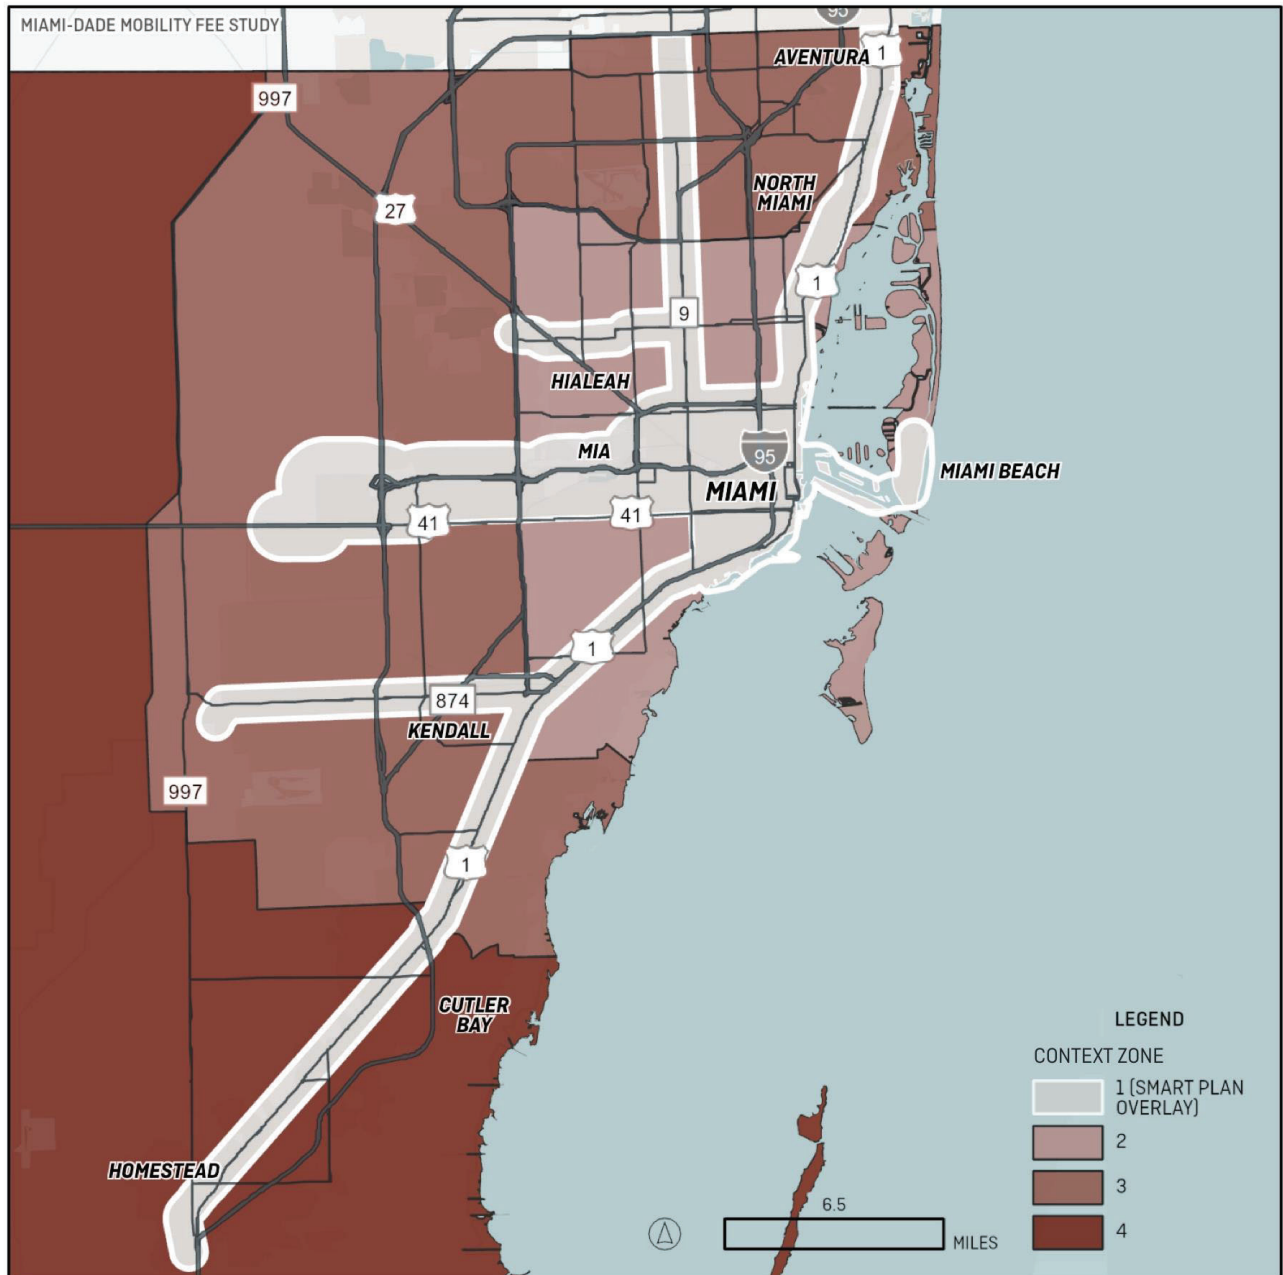 MIAMI-DADE MOBILITY FEE STUDY
95
AVENTURA
1
997
NORTH
MIAMI
27
1
9
HIALEAH
MIA
95
MIAMI BEACH
MIAMI
41
41
1
874
KENDALL
997
1
CUTLER
BAY
HOMESTEAD
LEGEND
CONTEXT ZONE
1 (SMART PLAN
OVERLAY)
2
3
4
6.5
MILES